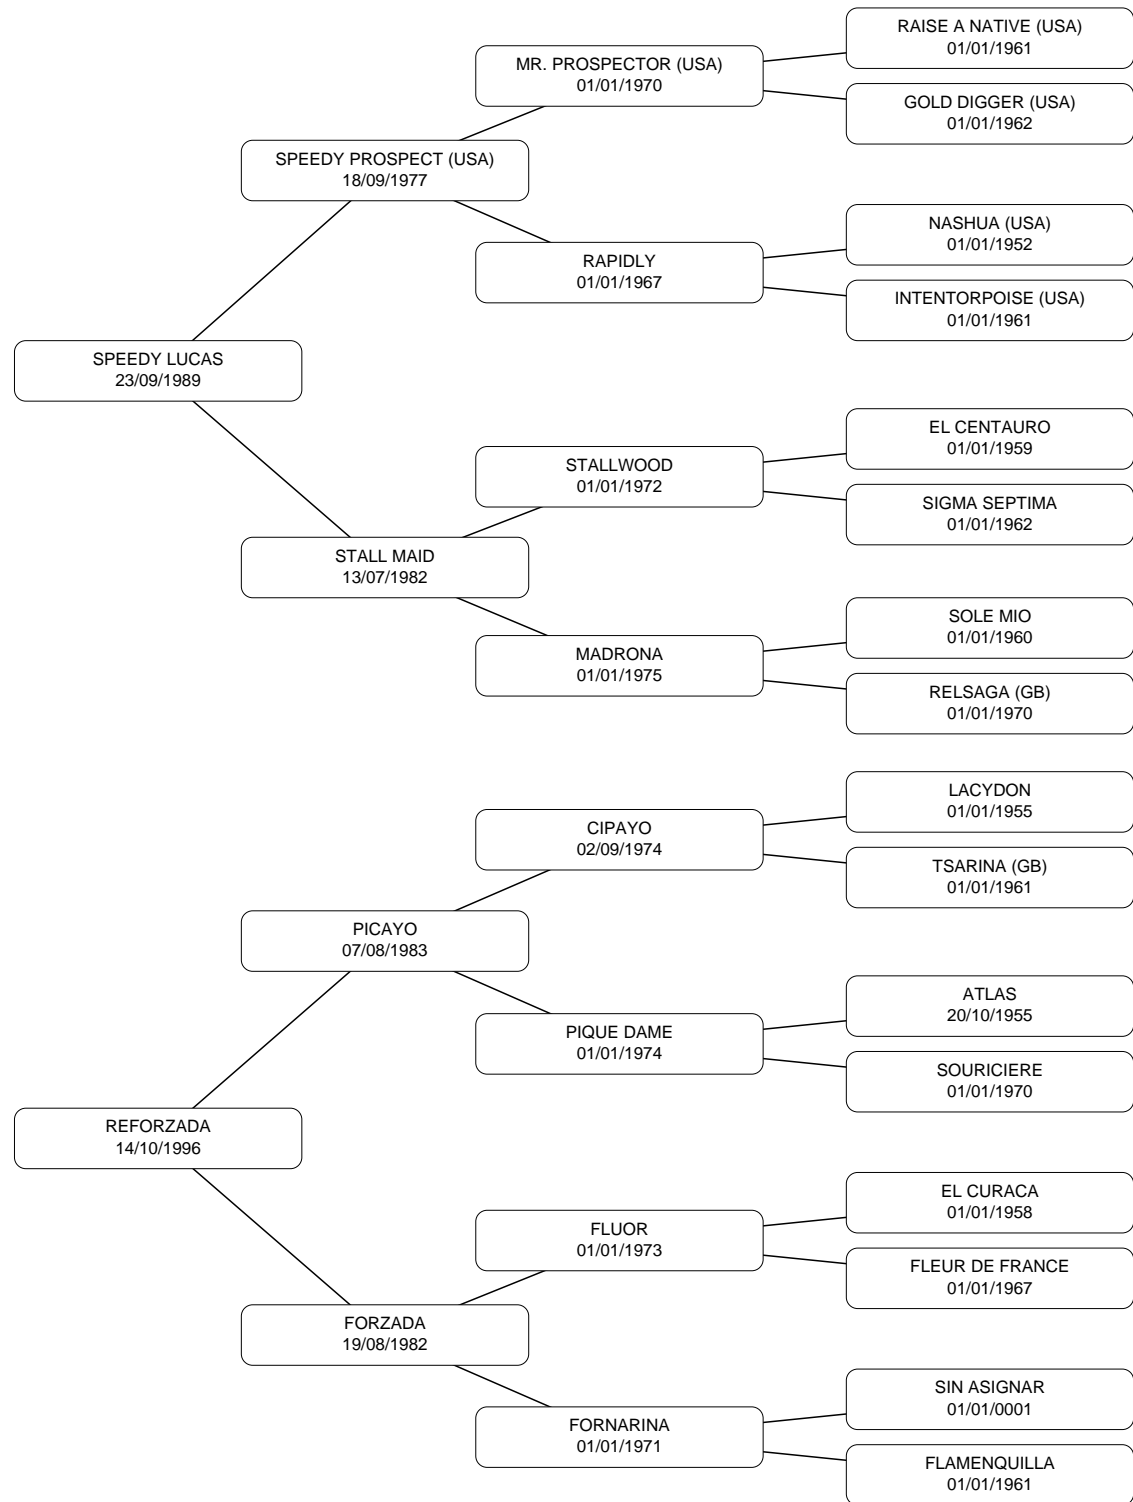 RAISE A NATIVE (USA)
01/01/1961
MR. PROSPECTOR (USA)
01/01/1970
GOLD DIGGER (USA)
01/01/1962
SPEEDY PROSPECT (USA)
18/09/1977
NASHUA (USA)
01/01/1952
RAPIDLY
01/01/1967
INTENTORPOISE (USA)
01/01/1961
SPEEDY LUCAS
23/09/1989
EL CENTAURO
01/01/1959
STALLWOOD
01/01/1972
SIGMA SEPTIMA
01/01/1962
STALL MAID
13/07/1982
SOLE MIO
01/01/1960
MADRONA
01/01/1975
RELSAGA (GB)
01/01/1970
LACYDON
01/01/1955
CIPAYO
02/09/1974
TSARINA (GB)
01/01/1961
PICAYO
07/08/1983
ATLAS
20/10/1955
PIQUE DAME
01/01/1974
SOURICIERE
01/01/1970
REFORZADA
14/10/1996
EL CURACA
01/01/1958
FLUOR
01/01/1973
FLEUR DE FRANCE
01/01/1967
FORZADA
19/08/1982
SIN ASIGNAR
01/01/0001
FORNARINA
01/01/1971
FLAMENQUILLA
01/01/1961